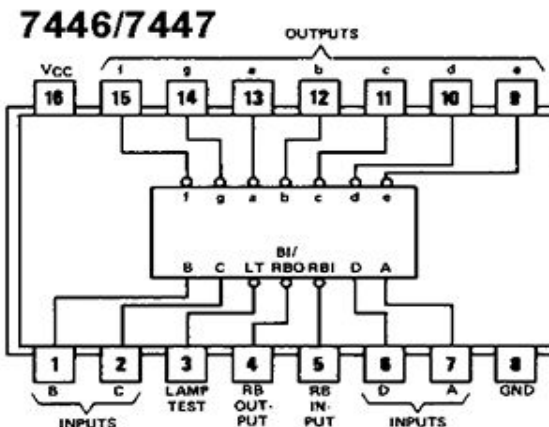 7446/7447
OUTPUTS
VCC f g a b c d e
16 15 14 13 12 11 10 9
f g a b c d e
BI/
B C LT RBO RBI D A
1 2 3 4 5 6 7 8
B C LAMP RB RB D A GND
TEST OUT- IN-
INPUTS PUT PUT INPUTS